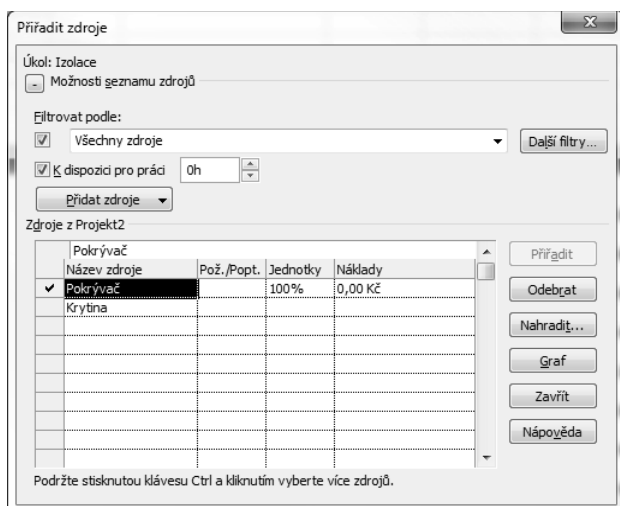 Přiřadit zdroje
Úkol: Izolace
- Možnosti seznamu zdrojů
Filtrovat podle:
Všechny zdroje
Další filtry...
K dispozici pro práci 0h
Přidat zdroje
Zdroje z Projekt2
Pokrývač
Název zdroje Pož./Popt. Jednotky Náklady
Pokrývač 100% 0,00 Kč
Krytina
Přiřadit
Odebrat
Nahradit...
Graf
Zavřít
Nápověda
Podržte stisknutou klávesu Ctrl a kliknutím vyberte více zdrojů.